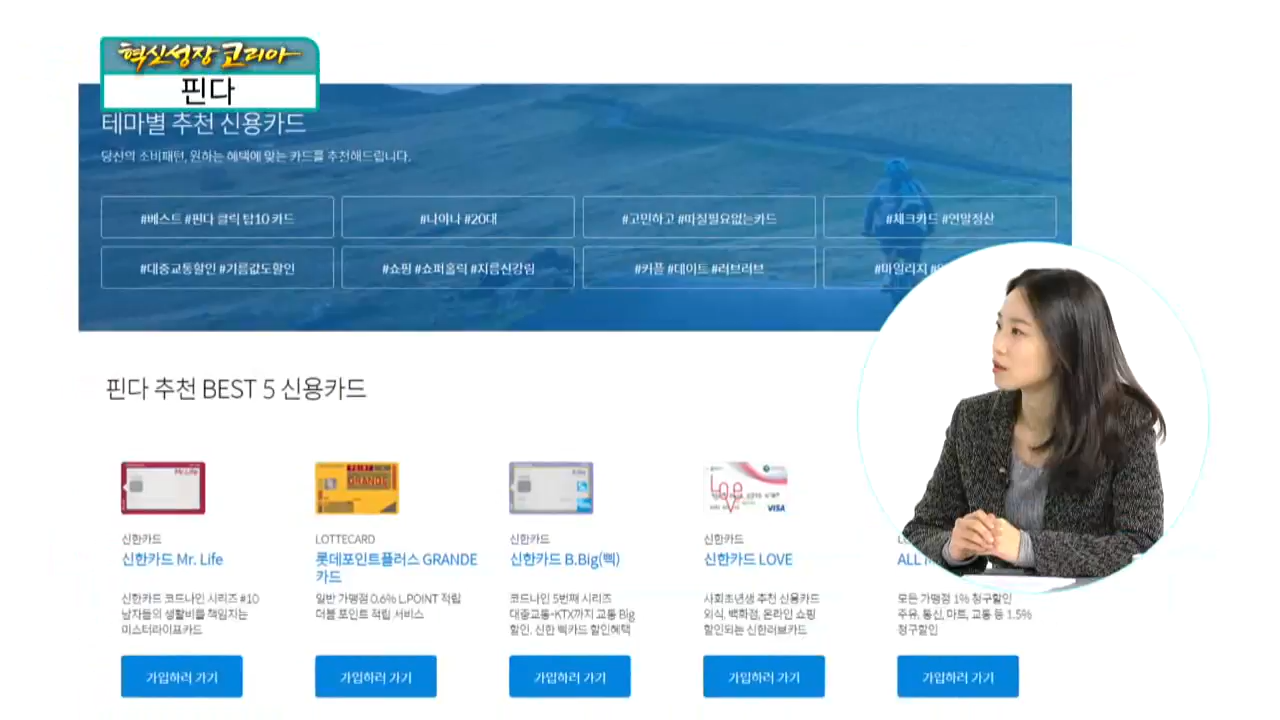 혁신성장 코리아
핀다
테마별 추천 신용카드
당신의 소비패턴, 원하는 혜택에 맞는 카드를 추천해드립니다.
#베스트 #핀다 클릭 탑10 카드
#나이나 #20대
#고민하고 #따질필요없는카드
#체크카드 #연말정산
#대중교통할인 #기름값도할인
#쇼핑 #쇼퍼홀릭 #지름신강림
#커플 #데이트 #러브러브
#마일리지
핀다 추천 BEST 5 신용카드
Mr.Life
GRANDE
Love
VISA
신한카드
신한카드 Mr. Life
신한카드 코드나인 시리즈 #10
남자들의 생활비를 책임지는
미스터라이프카드
가입하러 가기
LOTTECARD
롯데포인트플러스 GRANDE
카드
일반 가맹점 0.6% L.POINT 적립
더블 포인트 적립 서비스
가입하러 가기
신한카드
신한카드 B.Big(삑)
코드나인 5번째 시리즈
대중교통~KTX까지 교통 Big
할인. 신한 삑카드 할인혜택
가입하러 가기
신한카드
신한카드 LOVE
사회초년생 추천 신용카드
외식, 백화점, 온라인 쇼핑
할인되는 신한러브카드
가입하러 가기
ALL
모든 가맹점 1% 청구할인
주유, 통신, 마트, 교통 등 1.5%
청구할인
가입하러 가기